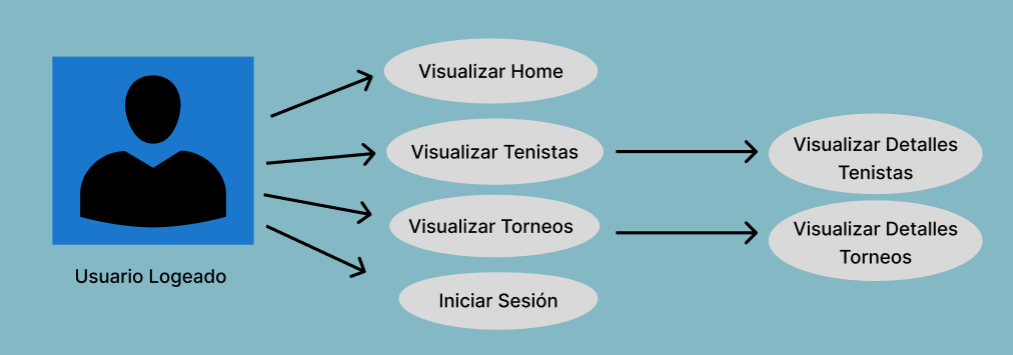 Visualizar Home
Visualizar Tenistas
Visualizar Detalles
Tenistas
Visualizar Torneos
Visualizar Detalles
Torneos
Usuario Logeado
Iniciar Sesión